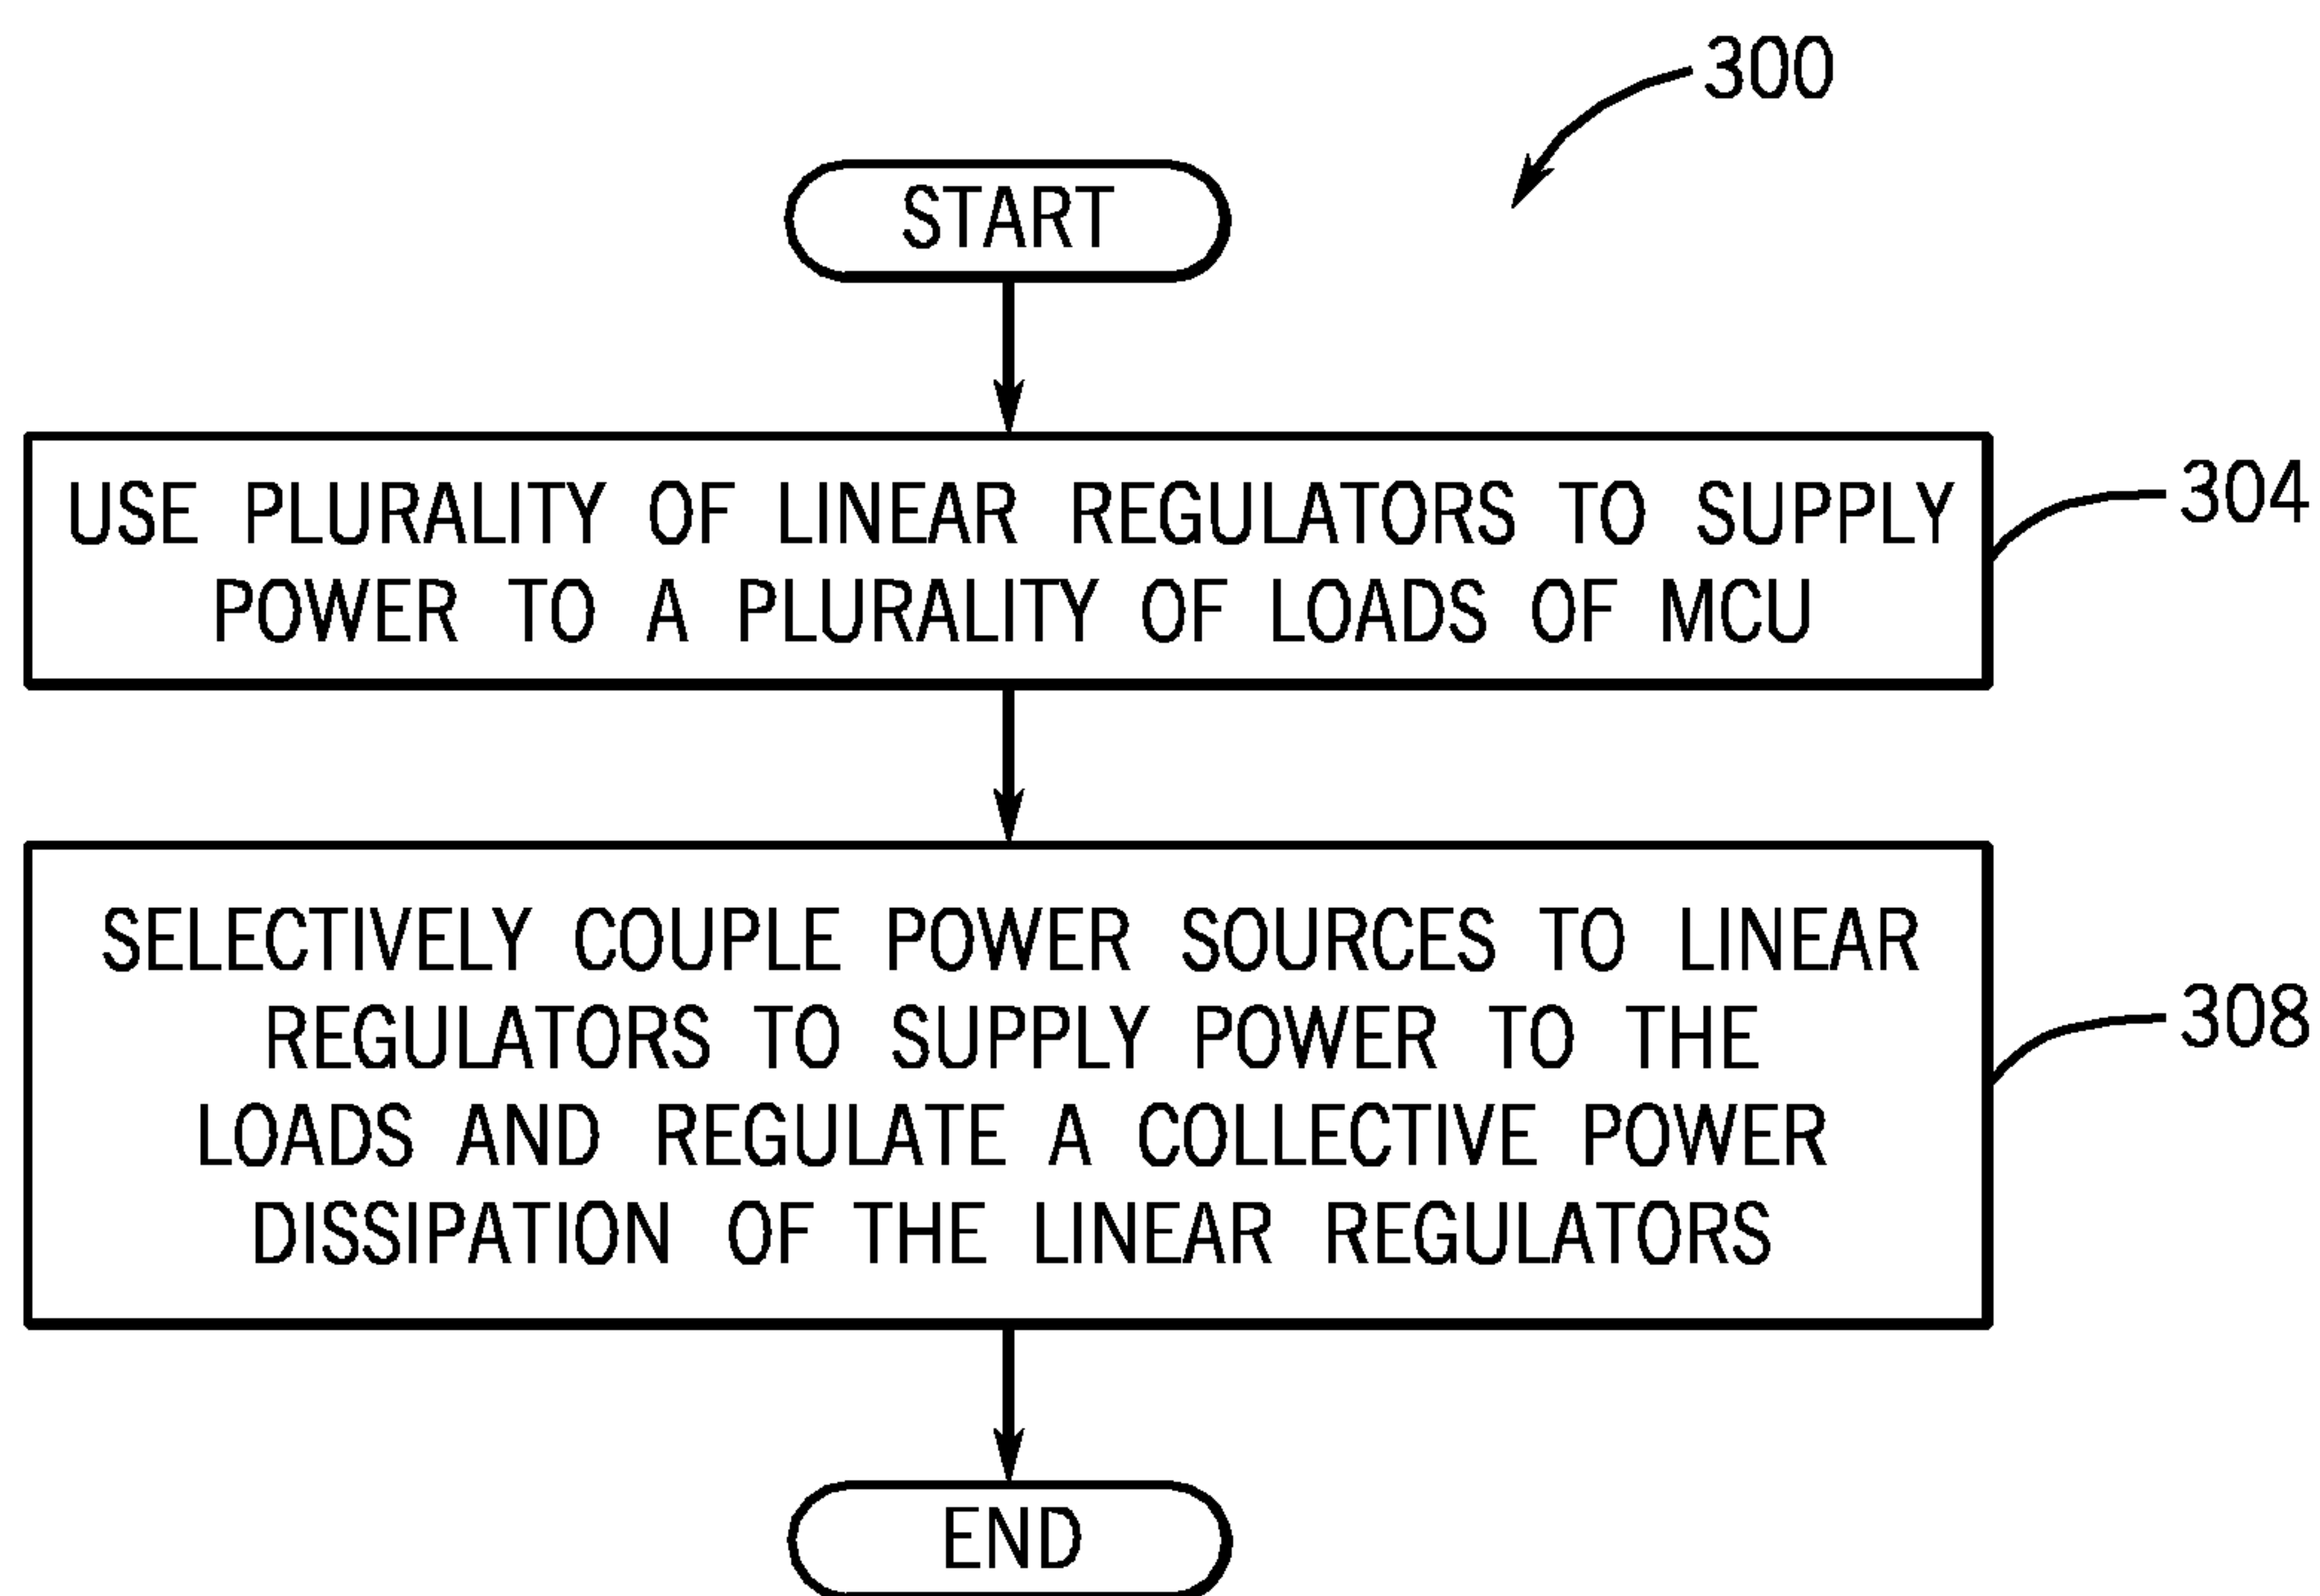 300
START
USE PLURALITY OF LINEAR REGULATORS TO SUPPLY
POWER TO A PLURALITY OF LOADS OF MCU
304
SELECTIVELY COUPLE POWER SOURCES TO LINEAR
REGULATORS TO SUPPLY POWER TO THE
LOADS AND REGULATE A COLLECTIVE POWER
DISSIPATION OF THE LINEAR REGULATORS
308
END